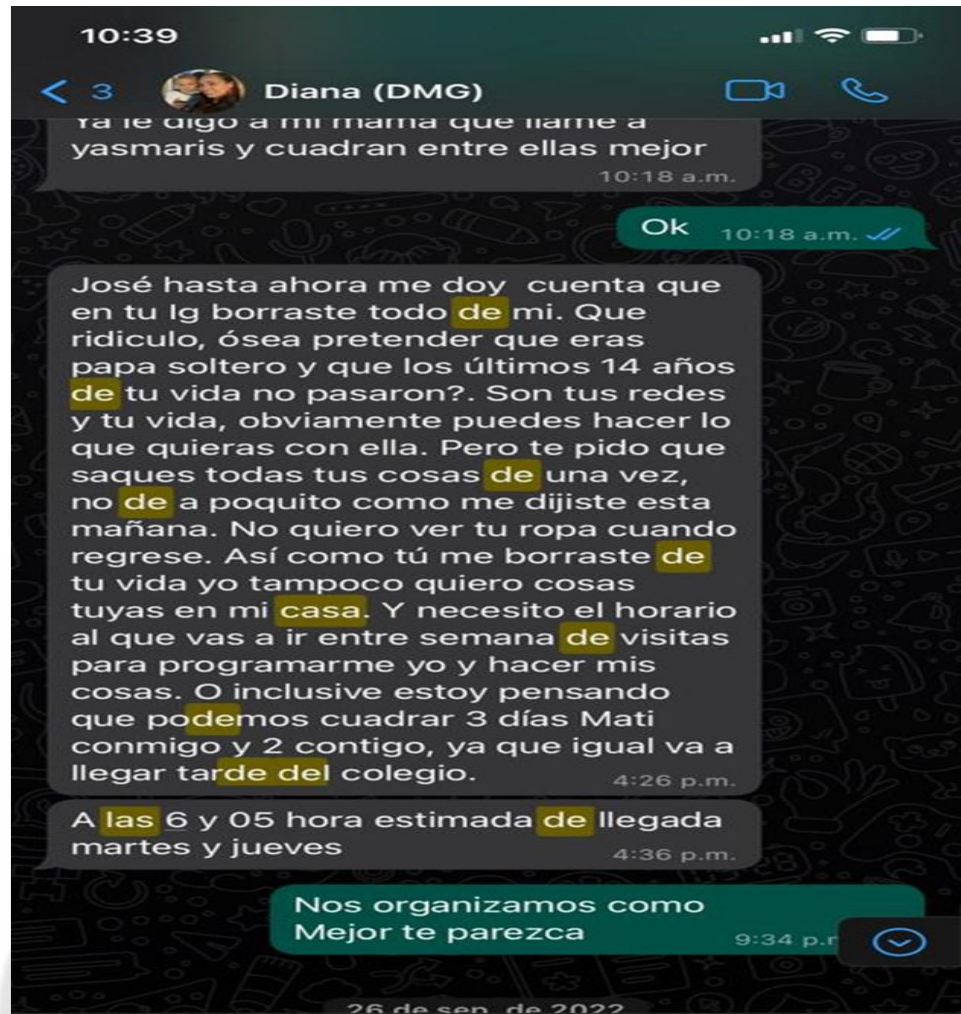 10:39
3 Diana (DMG)
Ya le digo a mi mama que llame a
yasmaris y cuadran entre ellas mejor
10:18 a.m.
Ok 10:18 a.m.
José hasta ahora me doy cuenta que
en tu Ig borraste todo de mi. Que
ridiculo, ósea pretender que eras
papa soltero y que los últimos 14 años
de tu vida no pasaron?. Son tus redes
y tu vida, obviamente puedes hacer lo
que quieras con ella. Pero te pido que
saques todas tus cosas de una vez,
no de a poquito como me dijiste esta
mañana. No quiero ver tu ropa cuando
regrese. Así como tú me borraste de
tu vida yo tampoco quiero cosas
tuyas en mi casa. Y necesito el horario
al que vas a ir entre semana de visitas
para programarme yo y hacer mis
cosas. O inclusive estoy pensando
que podemos cuadrar 3 días Mati
conmigo y 2 contigo, ya que igual va a
llegar tarde del colegio.
4:26 p.m.
A las 6 y 05 hora estimada de llegada
martes y jueves
4:36 p.m.
Nos organizamos como
Mejor te parezca
9:34 p.r
26 de sep. de 2022